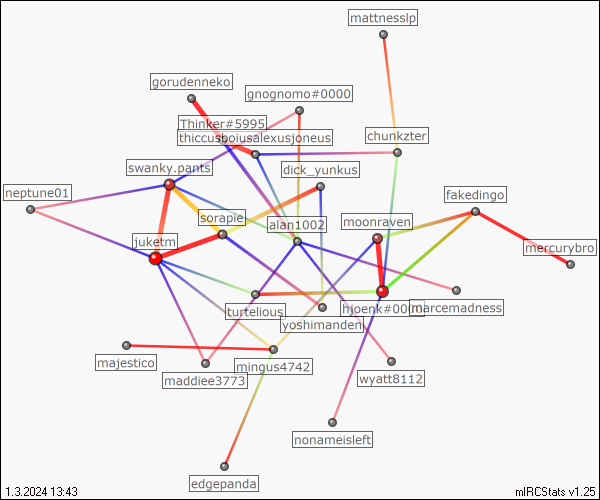 mattnesslp
gorudenneko
gnognomo#0000
Thinker#5995
thiccusboiusalexusjoneus
chunkzter
swanky.pants
dick_yunkus
neptune01
fakedingo
sorapie
alan1002
moonraven
juketm
mercurybro
turtelious
hjoenk#00
marcemadness
yoshimanden
majestico
mingus4742
maddiee3773
wyatt8112
nonameisleft
edgepanda
1.3.2024 13:43
mIRCStats v1.25